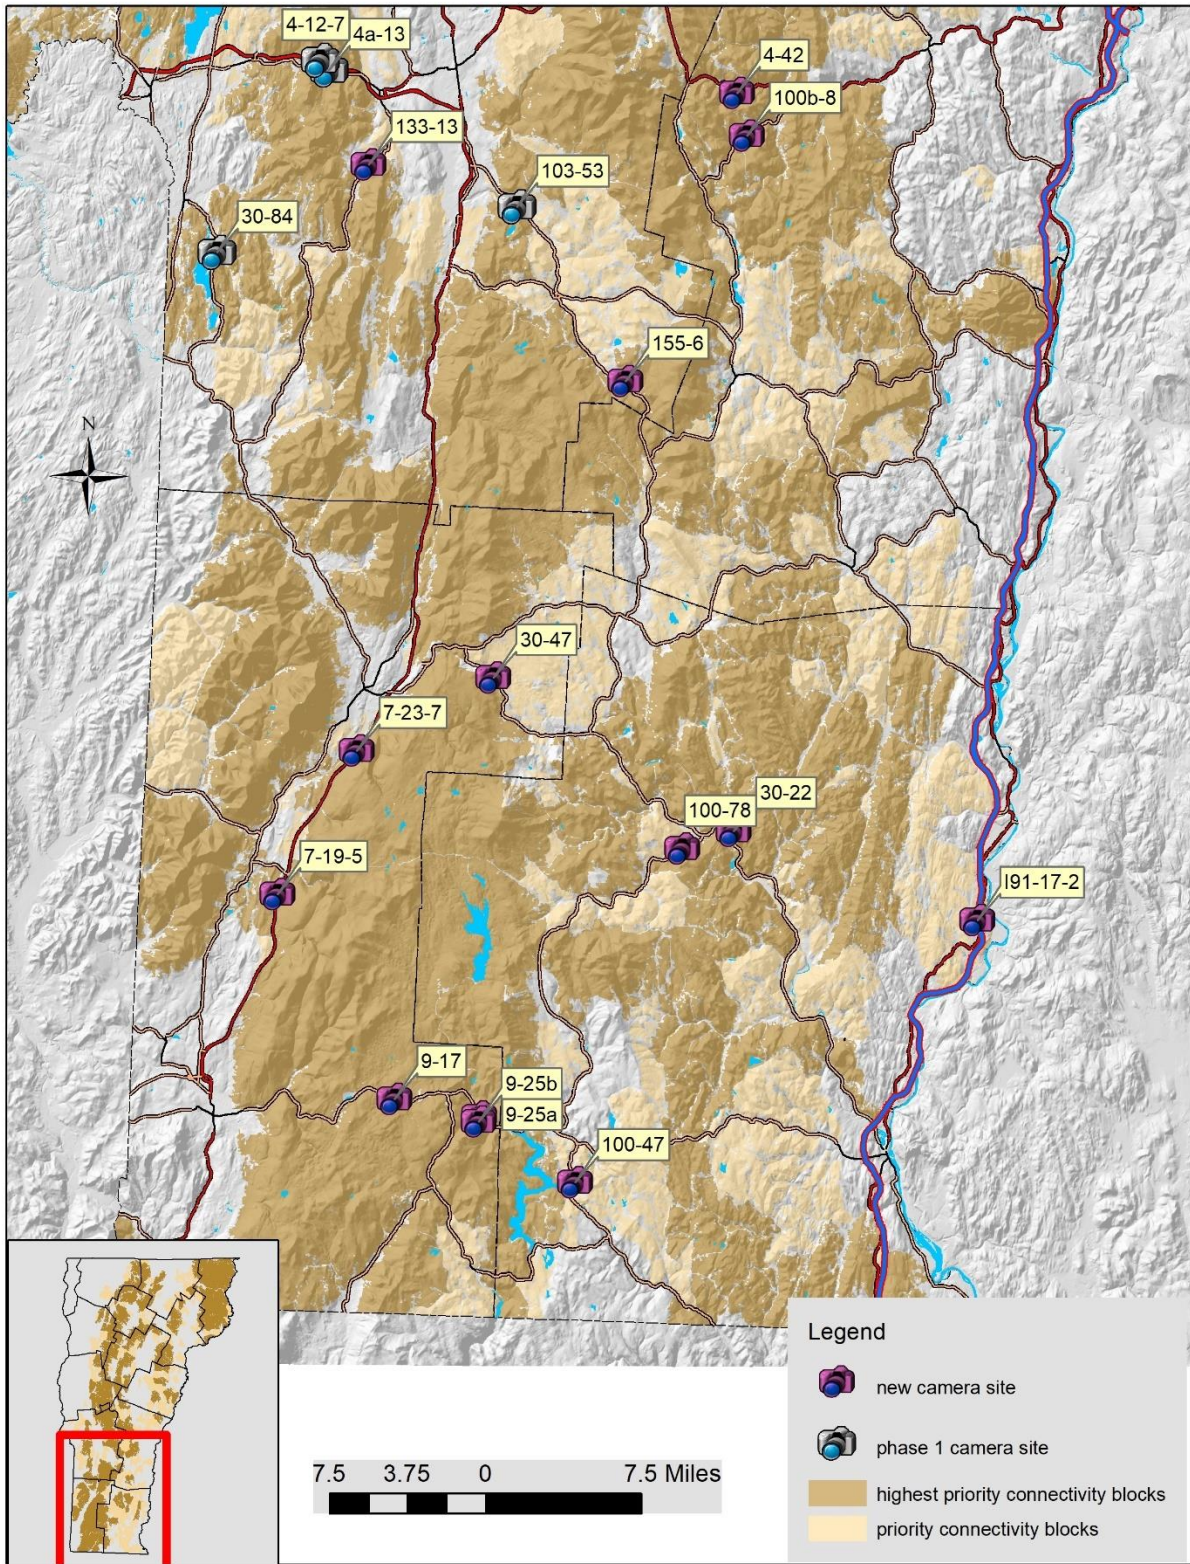 4-12-7
4a-13
4-42
100b-8
133-13
103-53
30-84
155-6
N
30-47
7-23-7
30-22
100-78
7-19-5
I91-17-2
9-17
9-25b
9-25a
100-47
Legend
new camera site
phase 1 camera site
highest priority connectivity blocks
priority connectivity blocks
7.5 3.75 0 7.5 Miles